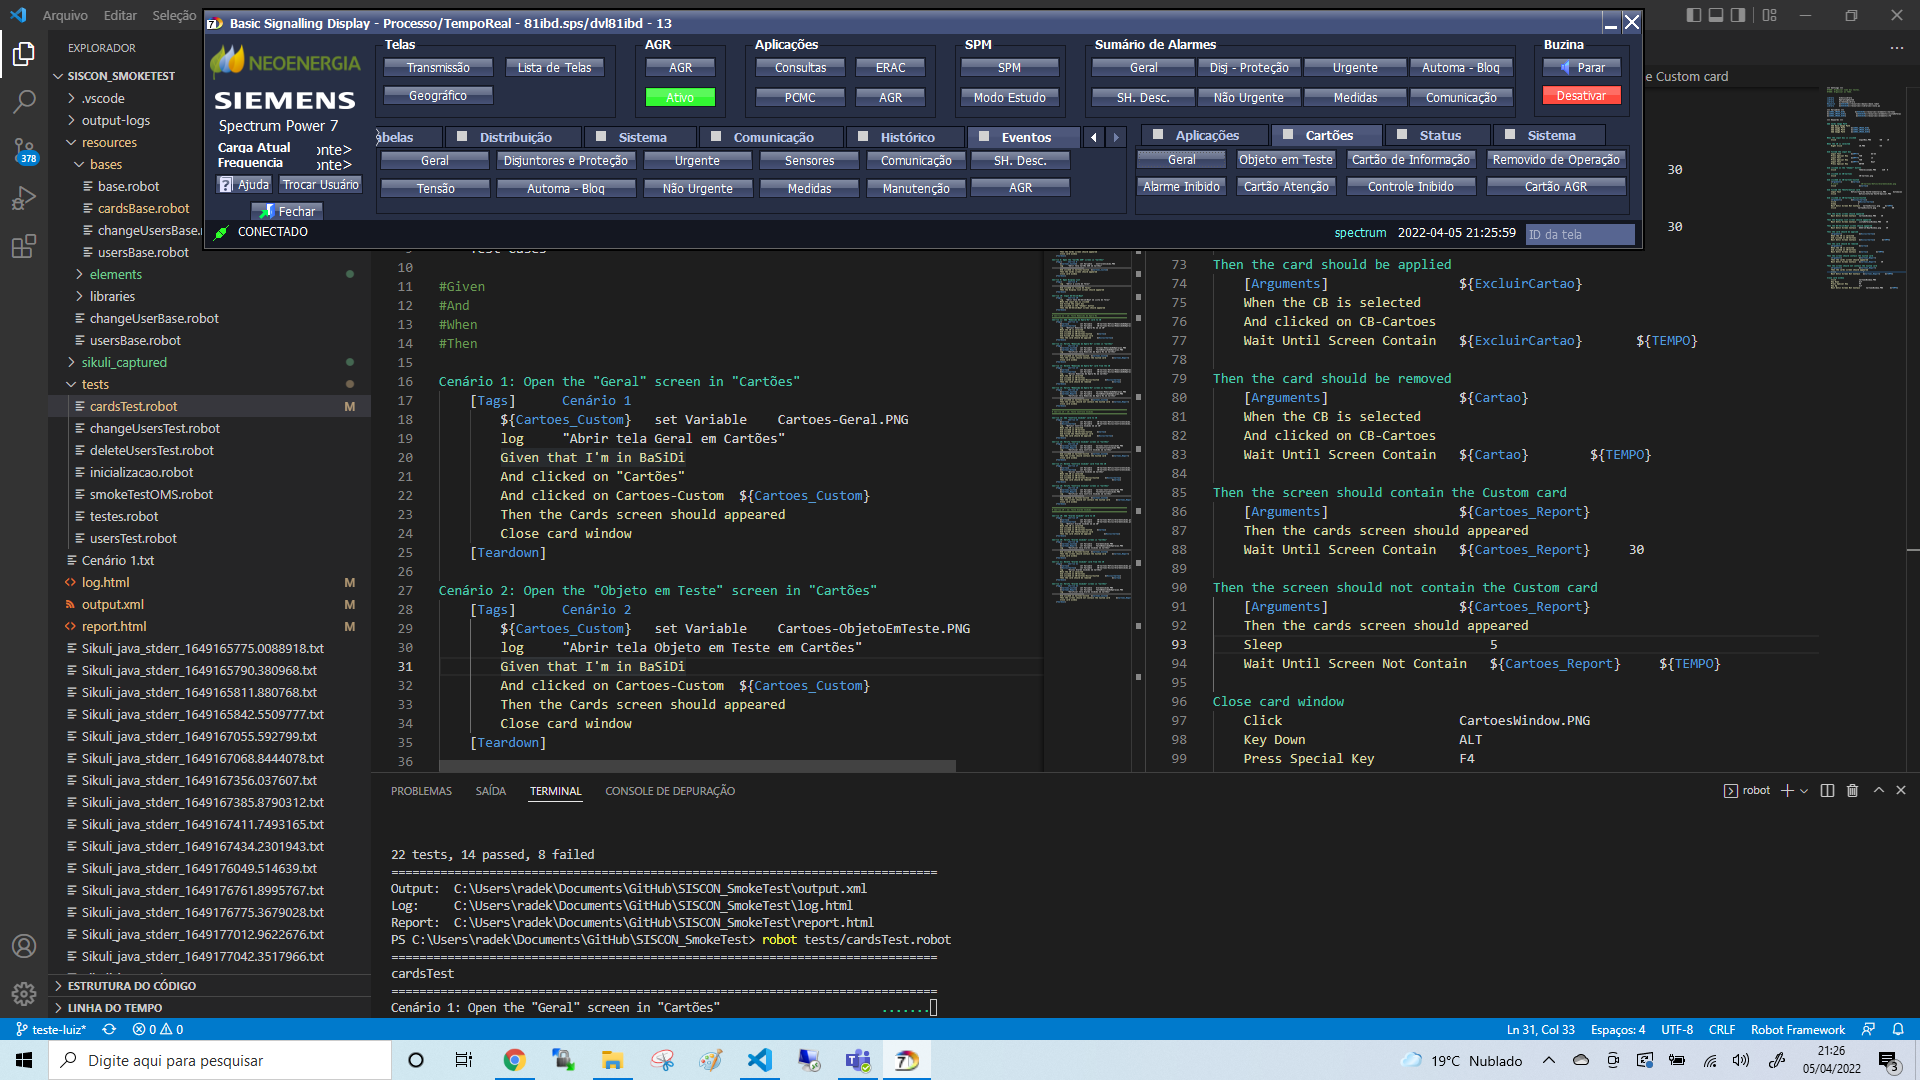 Arquivo Editar Seleção
Basic Signalling Display - Processo/TempoReal - 81ibd.sps/dvl81ibd - 13
NEOENERGIA
SIEMENS
Spectrum Power 7
Carga Atual onte>
Frequencia onte>
Ajuda Trocar Usuário
Fechar
Telas
Transmissão Lista de Telas
Geográfico
AGR
AGR
Ativo
Aplicações
Consultas ERAC
PCMC AGR
SPM
SPM
Modo Estudo
Sumário de Alarmes
Geral Disj - Proteção Urgente Automa - Bloq
SH. Desc. Não Urgente Medidas Comunicação
Buzina
Parar
Desativar
belas Distribuição Sistema Comunicação Histórico Eventos
Geral Disjuntores e Proteção Urgente Sensores Comunicação SH. Desc.
Tensão Automa - Bloq Não Urgente Medidas Manutenção AGR
Aplicações Cartões Status Sistema
Geral Objeto em Teste Cartão de Informação Removido de Operação
Alarme Inibido Cartão Atenção Controle Inibido Cartão AGR
CONECTADO
spectrum 2022-04-05 21:25:59 ID da tela
e Custom card
EXPLORADOR
SISCON_SMOKETEST
.vscode
output-logs
resources
bases
base.robot
cardsBase.robot
changeUsersBase.
usersBase.robot
elements
libraries
changeUserBase.robot
usersBase.robot
sikuli_captured
tests
cardsTest.robot M
changeUsersTest.robot
deleteUsersTest.robot
inicializacao.robot
smokeTestOMS.robot
testes.robot
usersTest.robot
Cenário 1.txt
log.html M
output.xml M
report.html M
Sikuli_java_stderr_1649165775.0088918.txt
Sikuli_java_stderr_1649165790.380968.txt
Sikuli_java_stderr_1649165811.880768.txt
Sikuli_java_stderr_1649165842.5509777.txt
Sikuli_java_stderr_1649167055.592799.txt
Sikuli_java_stderr_1649167068.8444078.txt
Sikuli_java_stderr_1649167356.037607.txt
Sikuli_java_stderr_1649167385.8790312.txt
Sikuli_java_stderr_1649167411.7493165.txt
Sikuli_java_stderr_1649167434.2301943.txt
Sikuli_java_stderr_1649176049.514639.txt
Sikuli_java_stderr_1649176761.8995767.txt
Sikuli_java_stderr_1649176775.3679028.txt
Sikuli_java_stderr_1649177012.9622676.txt
Sikuli_java_stderr_1649177042.3517966.txt
ESTRUTURA DO CÓDIGO
LINHA DO TEMPO
378
10
11 #Given
12 #And
13 #When
14 #Then
15
16 Cenário 1: Open the "Geral" screen in "Cartões"
17 [Tags] Cenário 1
18 ${Cartoes_Custom} set Variable Cartoes-Geral.PNG
19 log "Abrir tela Geral em Cartões"
20 Given that I'm in BaSiDi
21 And clicked on "Cartões"
22 And clicked on Cartoes-Custom ${Cartoes_Custom}
23 Then the Cards screen should appeared
24 Close card window
25 [Teardown]
26
27 Cenário 2: Open the "Objeto em Teste" screen in "Cartões"
28 [Tags] Cenário 2
29 ${Cartoes_Custom} set Variable Cartoes-ObjetoEmTeste.PNG
30 log "Abrir tela Objeto em Teste em Cartões"
31 Given that I'm in BaSiDi
32 And clicked on Cartoes-Custom ${Cartoes_Custom}
33 Then the Cards screen should appeared
34 Close card window
35 [Teardown]
36
30
30
73 Then the card should be applied
74 [Arguments] ${ExcluirCartao}
75 When the CB is selected
76 And clicked on CB-Cartoes
77 Wait Until Screen Contain ${ExcluirCartao} ${TEMPO}
78
79 Then the card should be removed
80 [Arguments] ${Cartao}
81 When the CB is selected
82 And clicked on CB-Cartoes
83 Wait Until Screen Contain ${Cartao} ${TEMPO}
84
85 Then the screen should contain the Custom card
86 [Arguments] ${Cartoes_Report}
87 Then the cards screen should appeared
88 Wait Until Screen Contain ${Cartoes_Report} 30
89
90 Then the screen should not contain the Custom card
91 [Arguments] ${Cartoes_Report}
92 Then the cards screen should appeared
93 Sleep 5
94 Wait Until Screen Not Contain ${Cartoes_Report} ${TEMPO}
95
96 Close card window
97 Click CartoesWindow.PNG
98 Key Down ALT
99 Press Special Key F4
PROBLEMAS SAÍDA TERMINAL CONSOLE DE DEPURAÇÃO
robot
22 tests, 14 passed, 8 failed
==============================================================================
Output: C:\Users\radek\Documents\GitHub\SISCON_SmokeTest\output.xml
Log: C:\Users\radek\Documents\GitHub\SISCON_SmokeTest\log.html
Report: C:\Users\radek\Documents\GitHub\SISCON_SmokeTest\report.html
PS C:\Users\radek\Documents\GitHub\SISCON_SmokeTest> robot tests/cardsTest.robot
==============================================================================
cardsTest
==============================================================================
Cenário 1: Open the "Geral" screen in "Cartões" .......
teste-luiz* 0 0
Ln 31, Col 33 Espaços: 4 UTF-8 CRLF Robot Framework
Digite aqui para pesquisar
19°C Nublado
21:26
05/04/2022
3